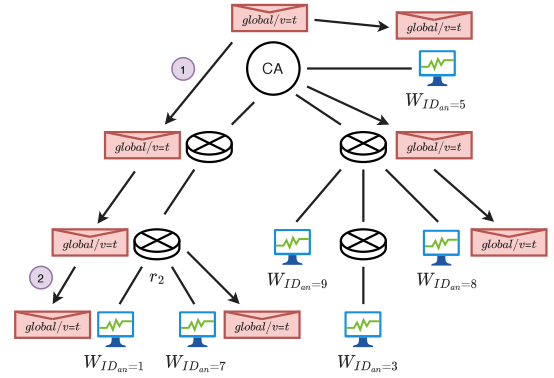 global/v=t
global/v=t
1
CA
W_{ID_{an}=5}
global/v=t
global/v=t
global/v=t
global/v=t
2
r_2
W_{ID_{an}=9}
W_{ID_{an}=8}
global/v=t
global/v=t
W_{ID_{an}=1}
W_{ID_{an}=7}
W_{ID_{an}=3}